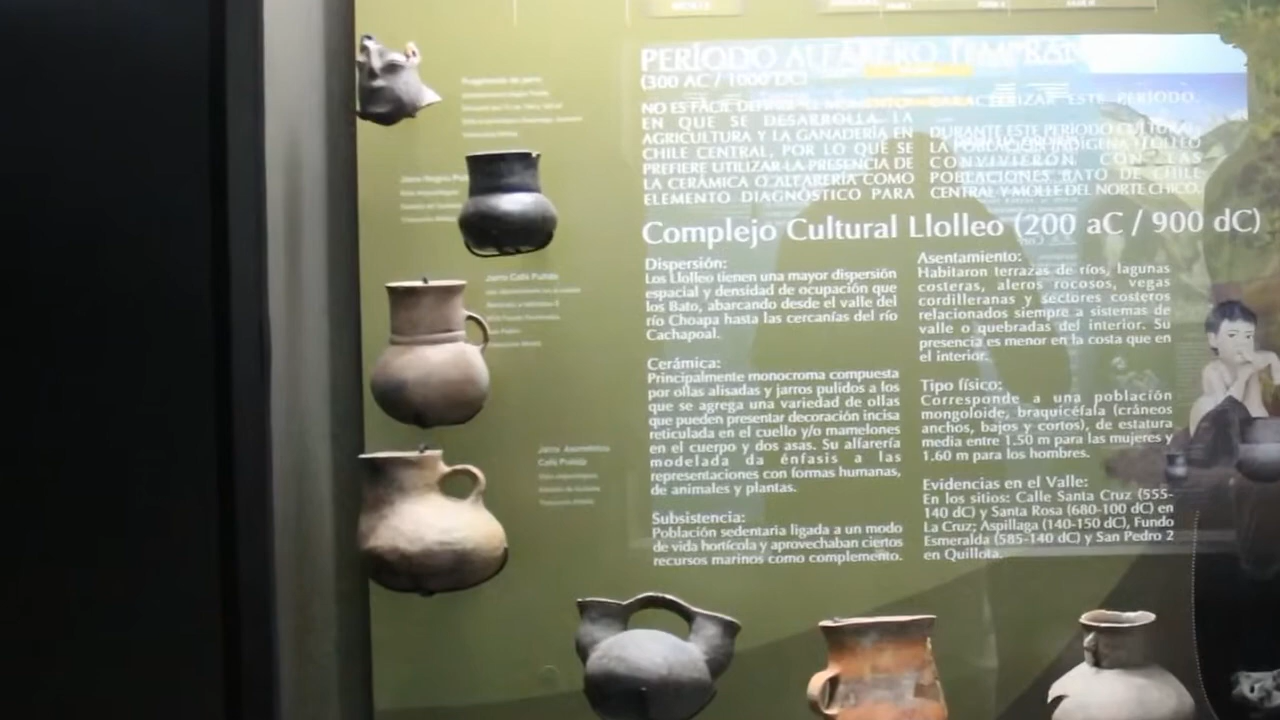 PERÍODO ALFARERO TEMPRANO
(300 AC / 1000 DC)
NO ES FÁCIL DEFINIR EL MOMENTO
EN QUE SE DESARROLLA LA
AGRICULTURA Y LA GANADERÍA EN
CHILE CENTRAL, POR LO QUE SE
PREFIERE UTILIZAR LA PRESENCIA DE
LA CERÁMICA O ALFARERÍA COMO
ELEMENTO DIAGNÓSTICO PARA
CARACTERIZAR ESTE PERÍODO.
DURANTE ESTE PERÍODO CULTURAL,
LA POBLACIÓN INDÍGENA LLOLLEO
CONVIVIERON CON LAS
POBLACIONES BATO DE CHILE
CENTRAL Y MOLLE DEL NORTE CHICO.
Complejo Cultural Llolleo (200 aC / 900 dC)
Dispersión:
Los Llolleo tienen una mayor dispersión
espacial y densidad de ocupación que
los Bato, abarcando desde el valle del
río Choapa hasta las cercanías del río
Cachapoal.
Cerámica:
Principalmente monocroma compuesta
por ollas alisadas y jarros pulidos a los
que se agrega una variedad de ollas
que pueden presentar decoración incisa
reticulada en el cuello y/o mamelones
en el cuerpo y dos asas. Su alfarería
modelada da énfasis a las
representaciones con formas humanas,
de animales y plantas.
Subsistencia:
Población sedentaria ligada a un modo
de vida hortícola y aprovechaban ciertos
recursos marinos como complemento.
Asentamiento:
Habitaron terrazas de ríos, lagunas
costeras, aleros rocosos, vegas
cordilleranas y sectores costeros
relacionados siempre a sistemas de
valle o quebradas del interior. Su
presencia es menor en la costa que en
el interior.
Tipo físico:
Corresponde a una población
mongoloide, braquicéfala (cráneos
anchos, bajos y cortos), de estatura
media entre 1.50 m para las mujeres y
1.60 m para los hombres.
Evidencias en el Valle:
En los sitios: Calle Santa Cruz (555-
140 dC) y Santa Rosa (680-100 dC) en
La Cruz; Aspillaga (140-150 dC), Fundo
Esmeralda (585-140 dC) y San Pedro 2
en Quillota.
Fragmento de jarro
Jarro Negro
Jarro Café Pulido
Jarro Asimétrico
Café Pulido